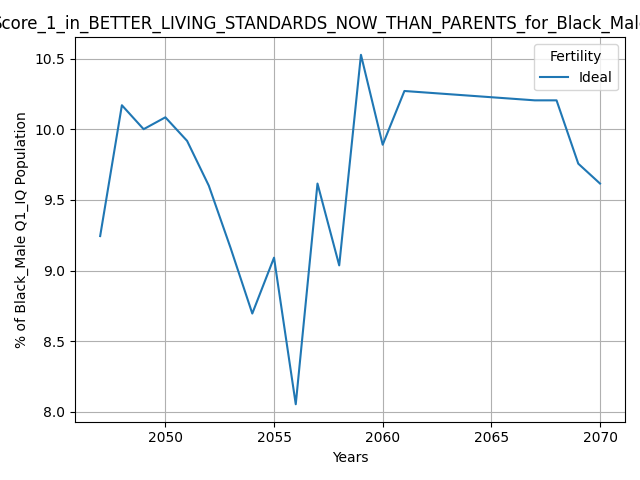 Score_1_in_BETTER_LIVING_STANDARDS_NOW_THAN_PARENTS_for_Black_Male
Fertility
Ideal
% of Black_Male Q1_IQ Population
10.5
10.0
9.5
9.0
8.5
8.0
2050 2055 2060 2065 2070
Years